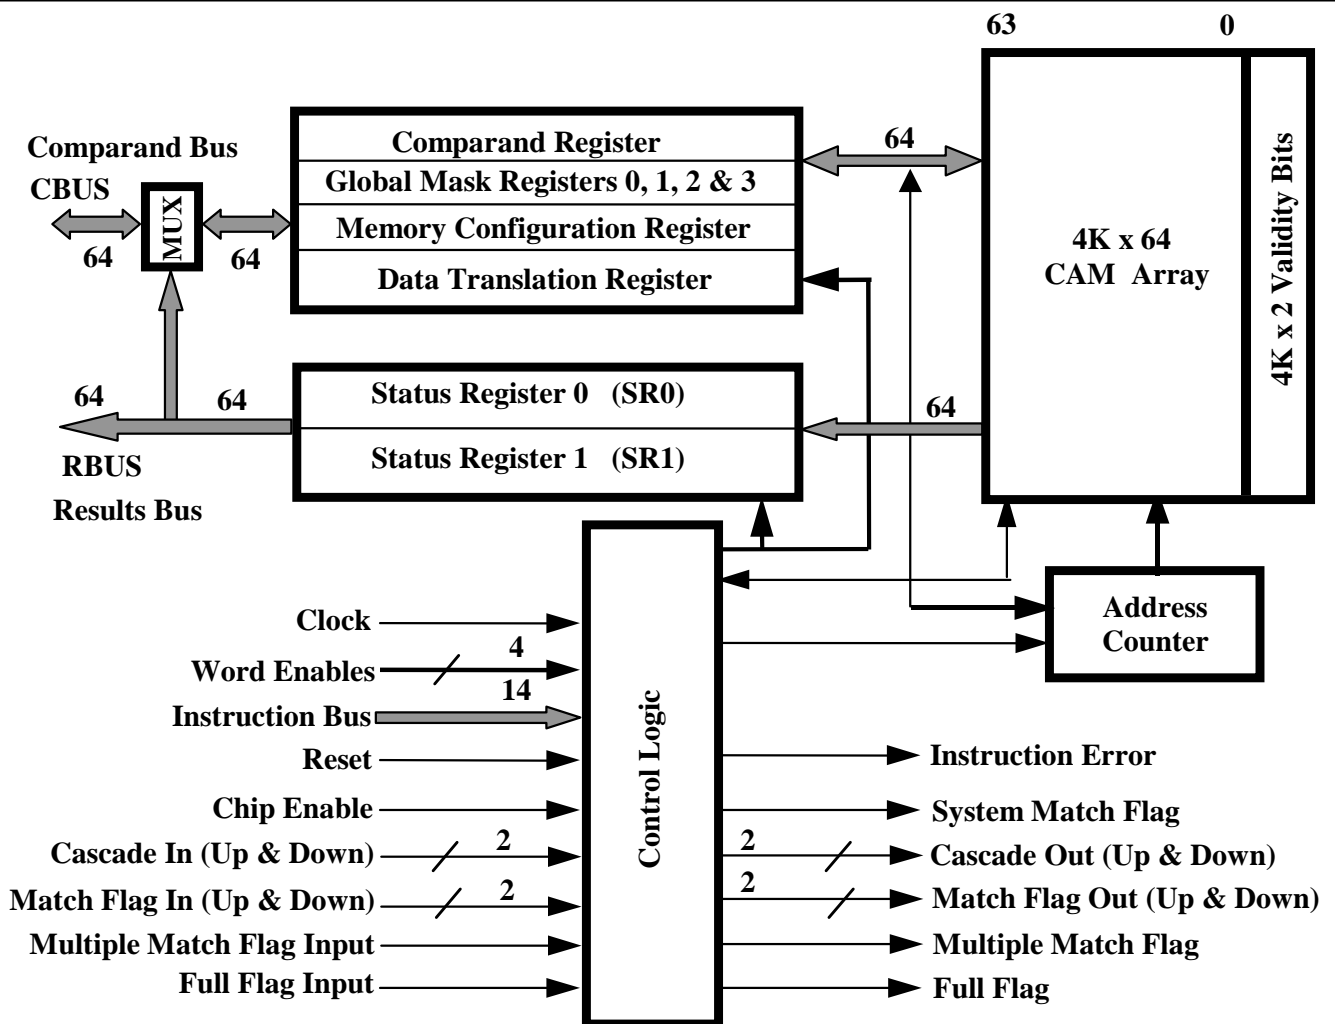 63 0
Comparand Bus
CBUS
64
MUX
64
Comparand Register
Global Mask Registers 0, 1, 2 & 3
Memory Configuration Register
Data Translation Register
64
4K x 64
CAM Array
4K x 2 Validity Bits
64
64
RBUS
Results Bus
Status Register 0 (SR0)
Status Register 1 (SR1)
64
Address
Counter
Control Logic
Clock
Word Enables
4
Instruction Bus
14
Reset
Chip Enable
Cascade In (Up & Down)
2
Match Flag In (Up & Down)
2
Multiple Match Flag Input
Full Flag Input
Instruction Error
System Match Flag
2
Cascade Out (Up & Down)
2
Match Flag Out (Up & Down)
Multiple Match Flag
Full Flag